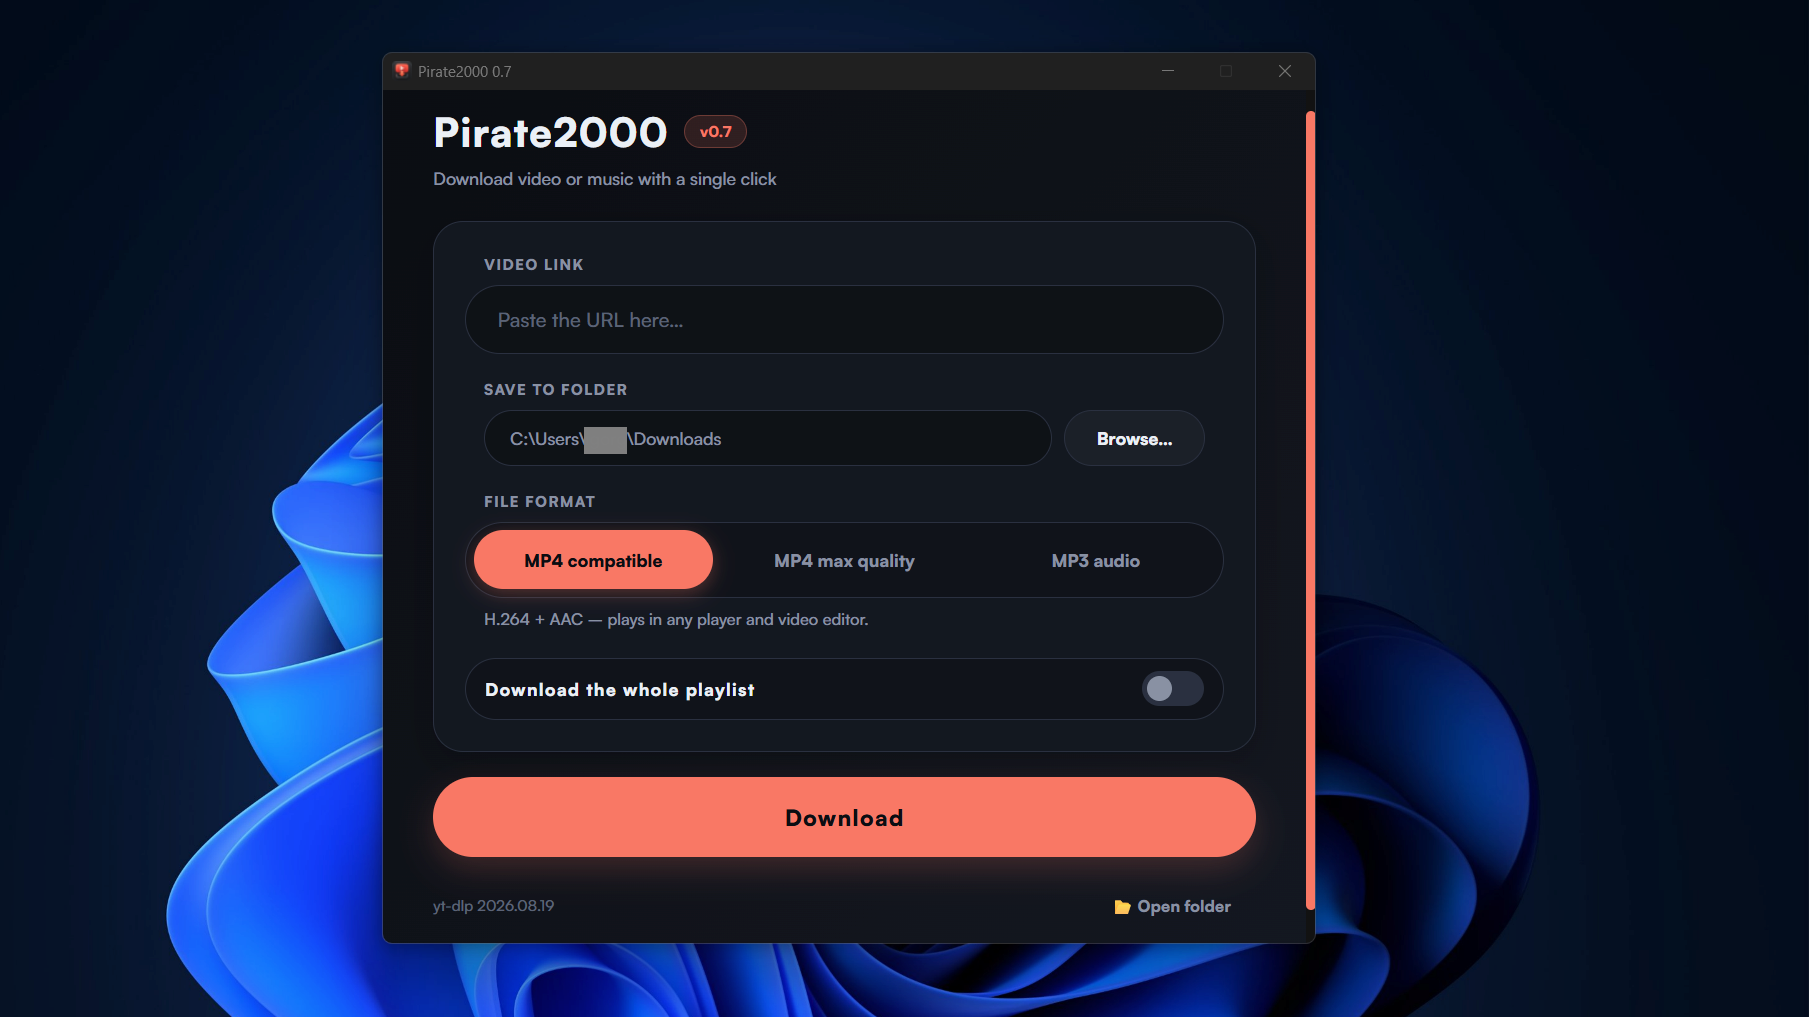 Pirate2000 0.7
Pirate2000 v0.7
Download video or music with a single click
VIDEO LINK
Paste the URL here...
SAVE TO FOLDER
C:\Users\ \Downloads
Browse...
FILE FORMAT
MP4 compatible
MP4 max quality
MP3 audio
H.264 + AAC — plays in any player and video editor.
Download the whole playlist
Download
yt-dlp 2026.08.19
Open folder